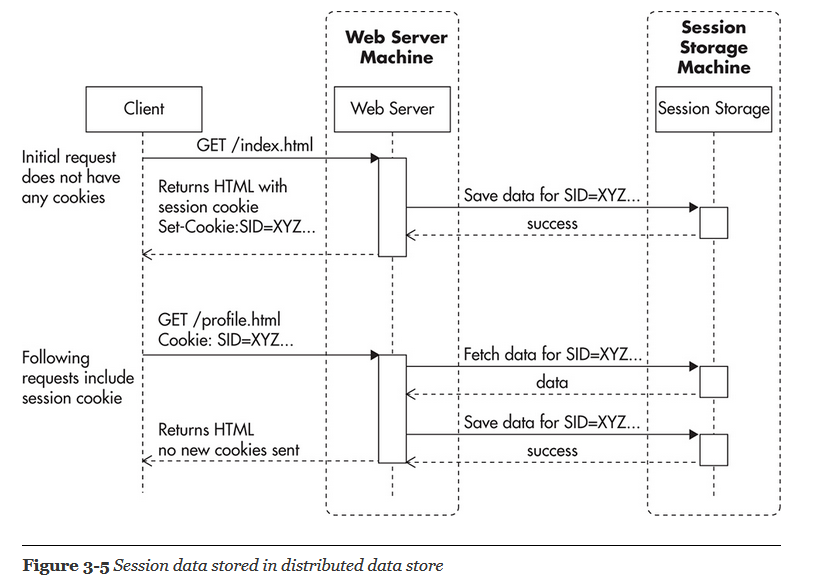 Web Server
Machine
Session
Storage
Machine
Client
Web Server
Session Storage
Initial request
does not have
any cookies
GET /index.html
Returns HTML with
session cookie
Set-Cookie:SID=XYZ...
Save data for SID=XYZ...
success
Following
requests include
session cookie
GET /profile.html
Cookie: SID=XYZ...
Fetch data for SID=XYZ...
data
Save data for SID=XYZ...
success
Returns HTML
no new cookies sent
Figure 3-5 Session data stored in distributed data store